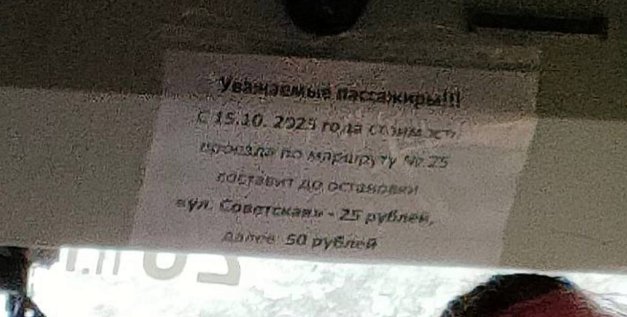 Уважаемые пассажиры!!!
С 15.10. 2025 года стоимость
проезда по маршруту № 25
составит до остановки
«ул. Советская» - 25 рублей,
далее 50 рублей